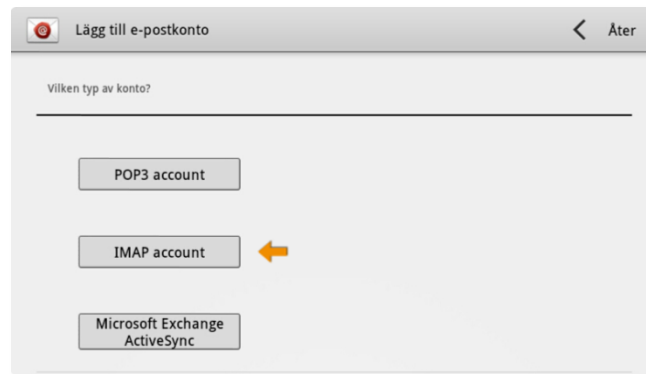 Lägg till e-postkonto
Åter
Vilken typ av konto?
POP3 account
IMAP account
Microsoft Exchange
ActiveSync